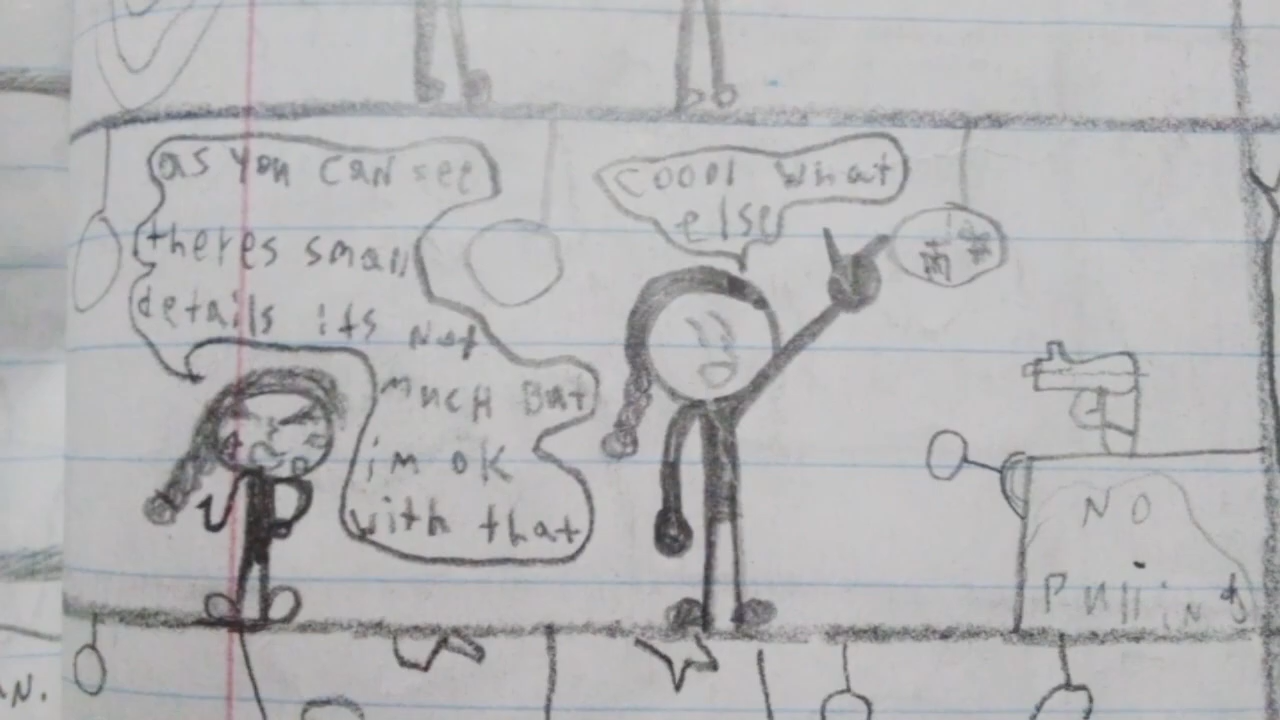 as you can see
theres small
details its not
much but
im ok
with that
cool what
else
NO
Pulling
AN.